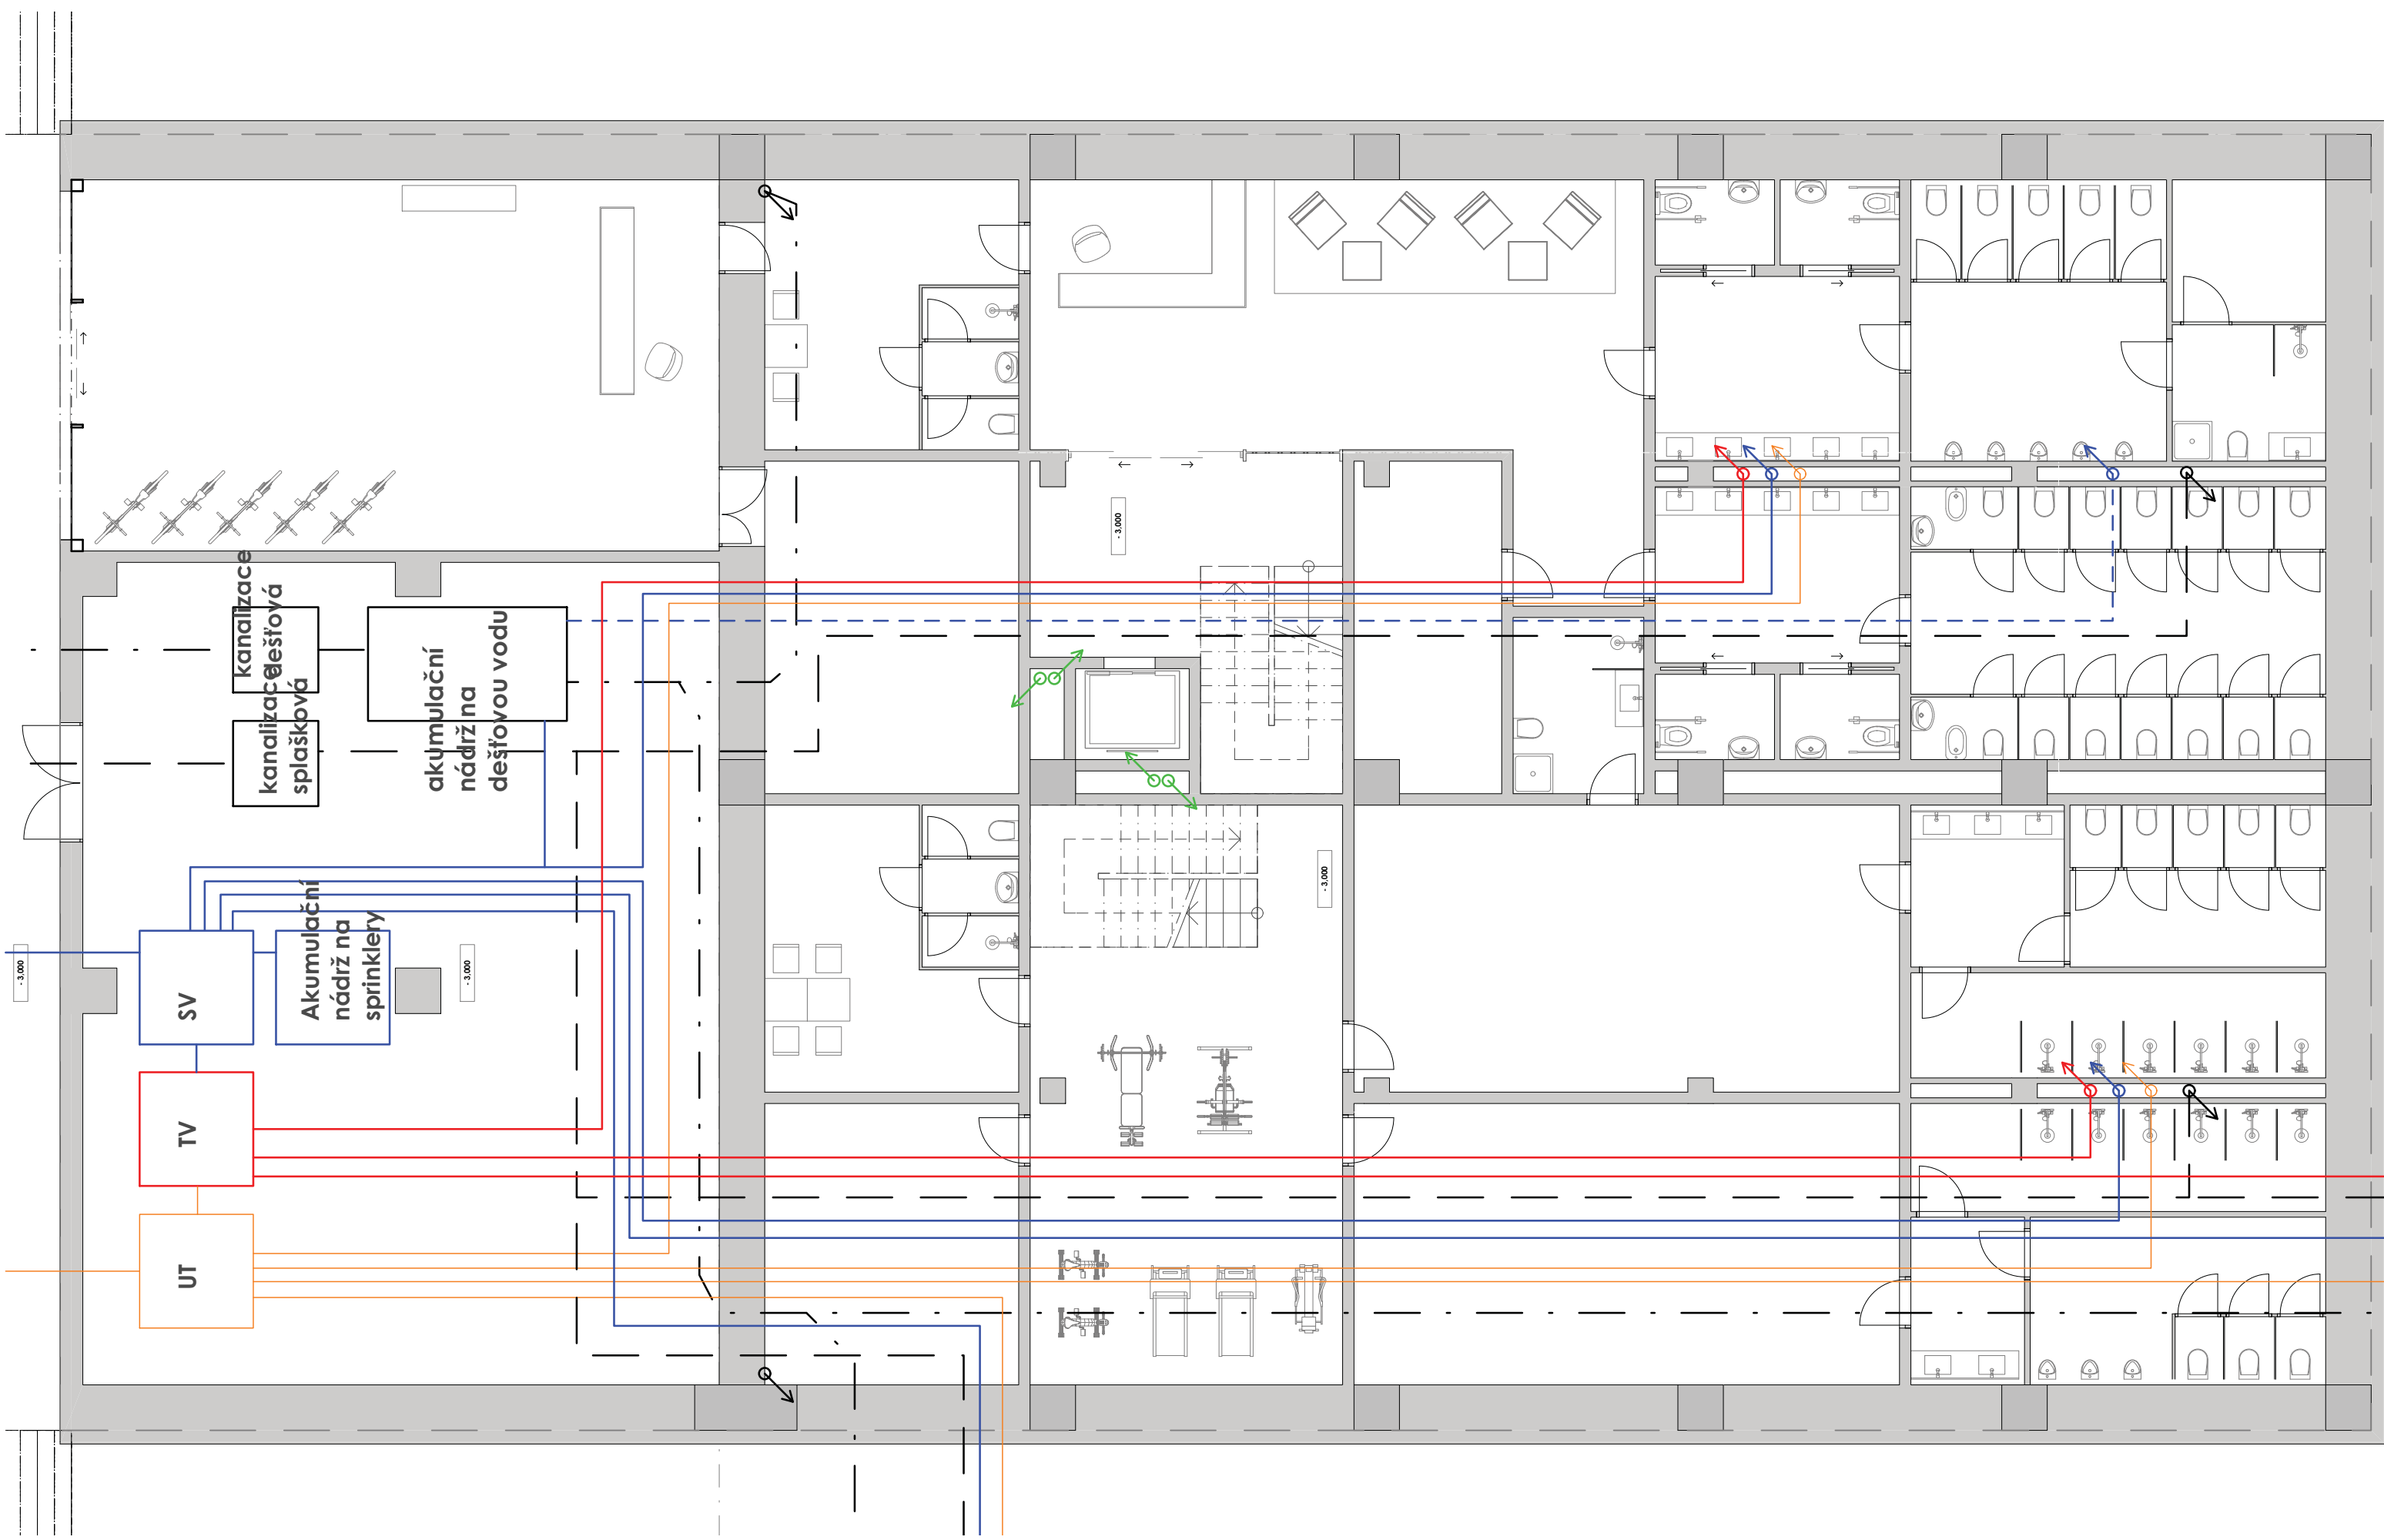 kanalizace
dešťová
kanalizace
splašková
akumulační
nádrž na
dešťovou vodu
Akumulační
nádrž na
sprinklery
SV
TV
UT
- 3,000
- 3,000
- 3,000
- 3,000